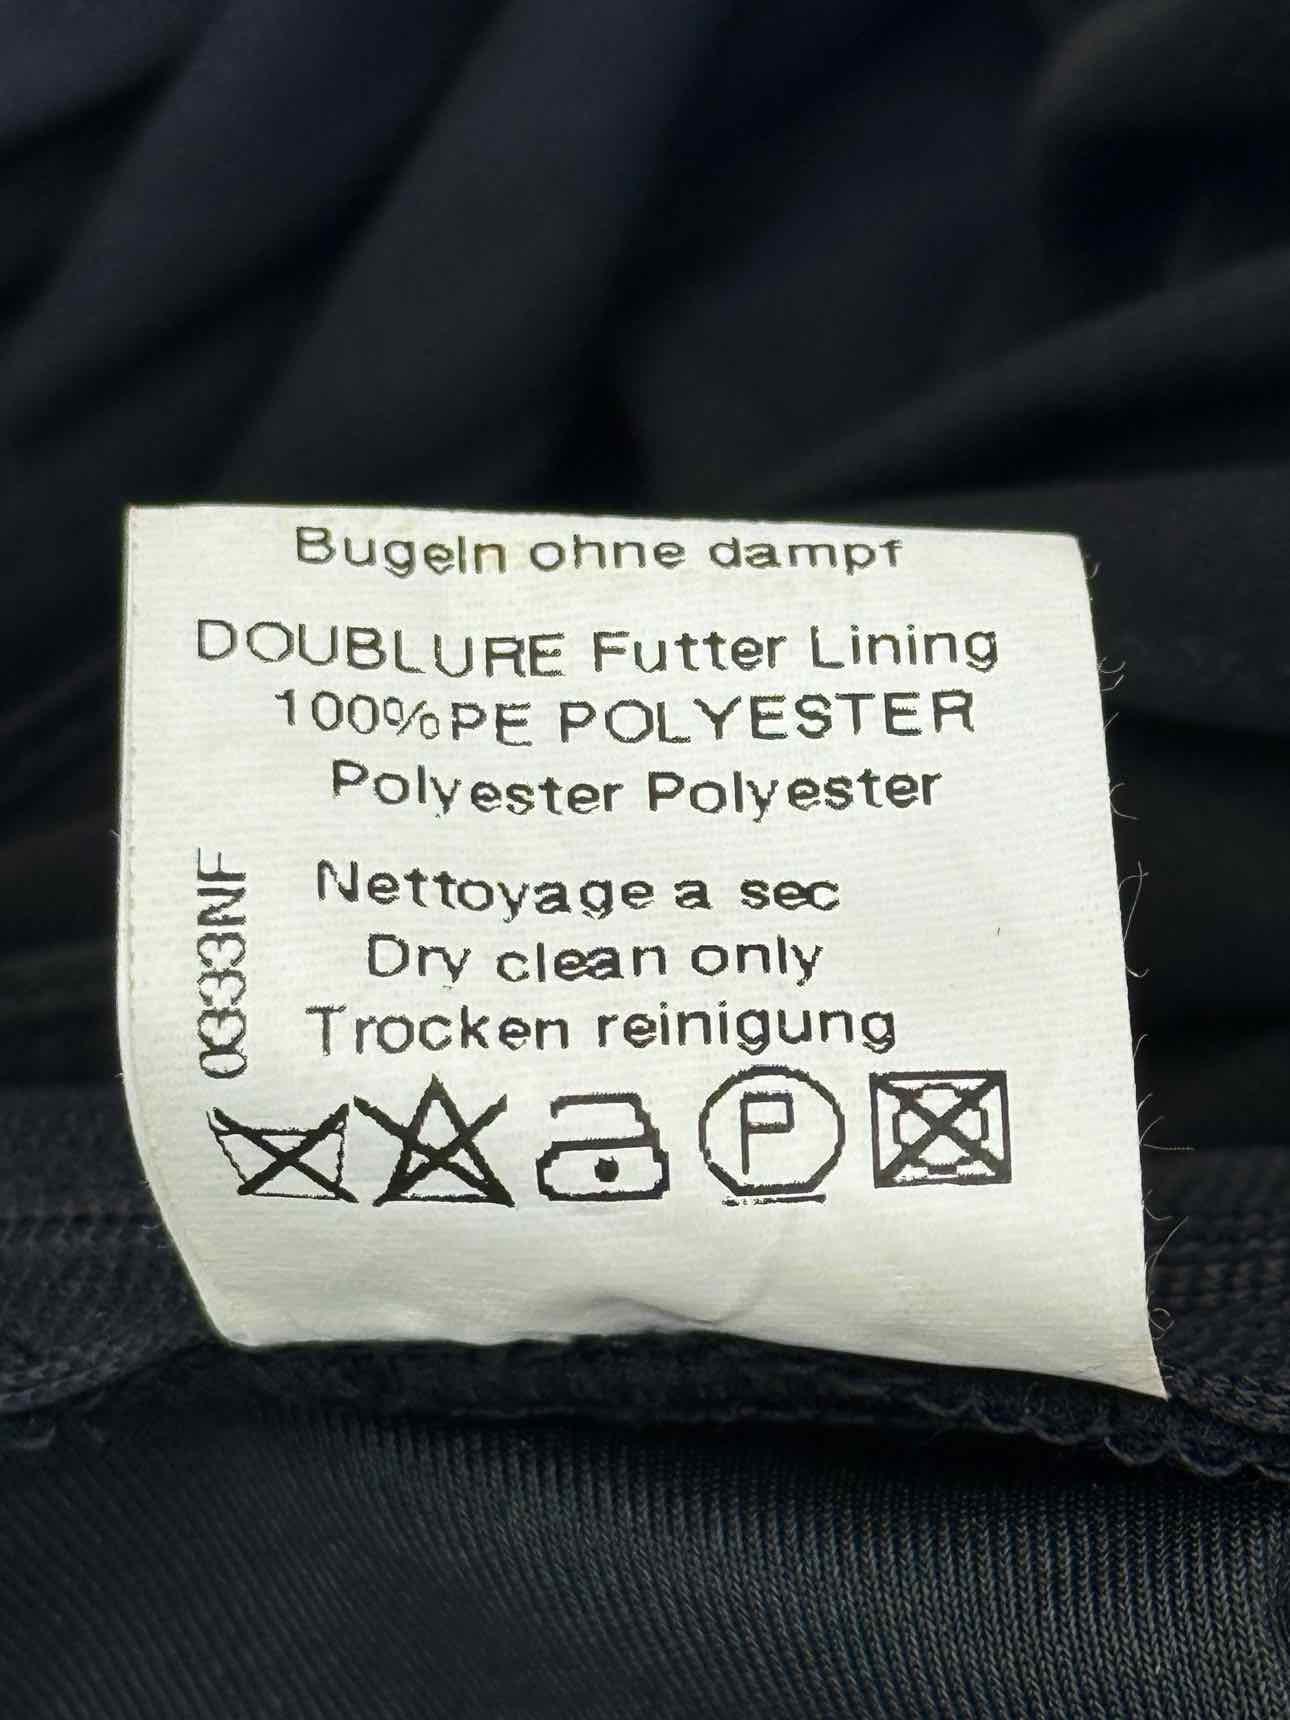 Bugeln ohne dampf
DOUBLURE Futter Lining
100%PE POLYESTER
Polyester Polyester
Nettoyage a sec
Dry clean only
Trocken reinigung
0333NF
P